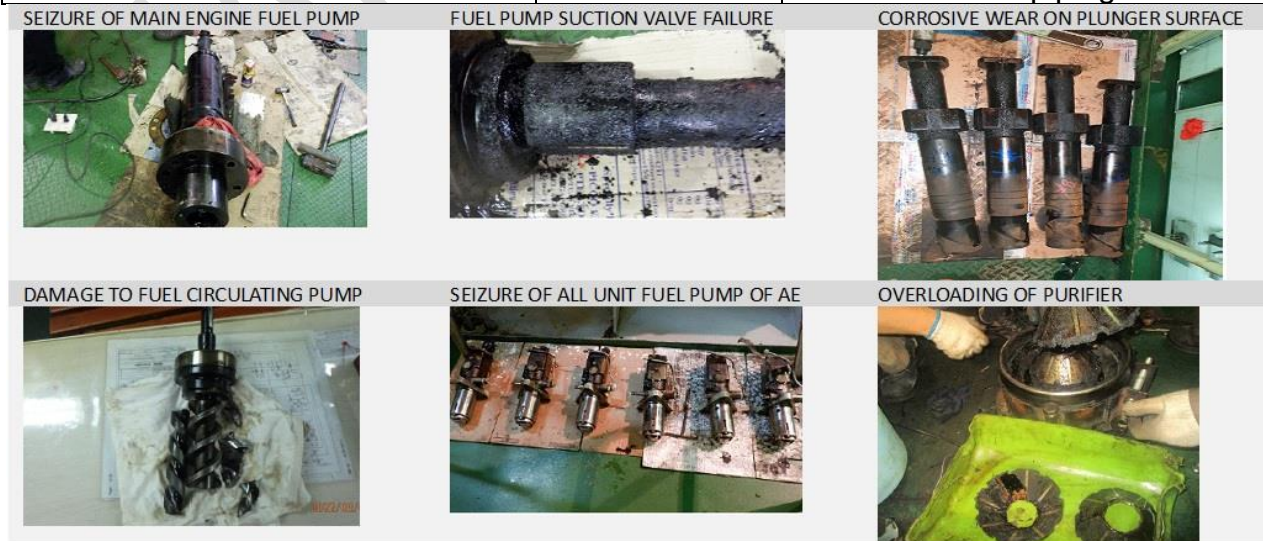 SEIZURE OF MAIN ENGINE FUEL PUMP
FUEL PUMP SUCTION VALVE FAILURE
CORROSIVE WEAR ON PLUNGER SURFACE
DAMAGE TO FUEL CIRCULATING PUMP
SEIZURE OF ALL UNIT FUEL PUMP OF AE
OVERLOADING OF PURIFIER